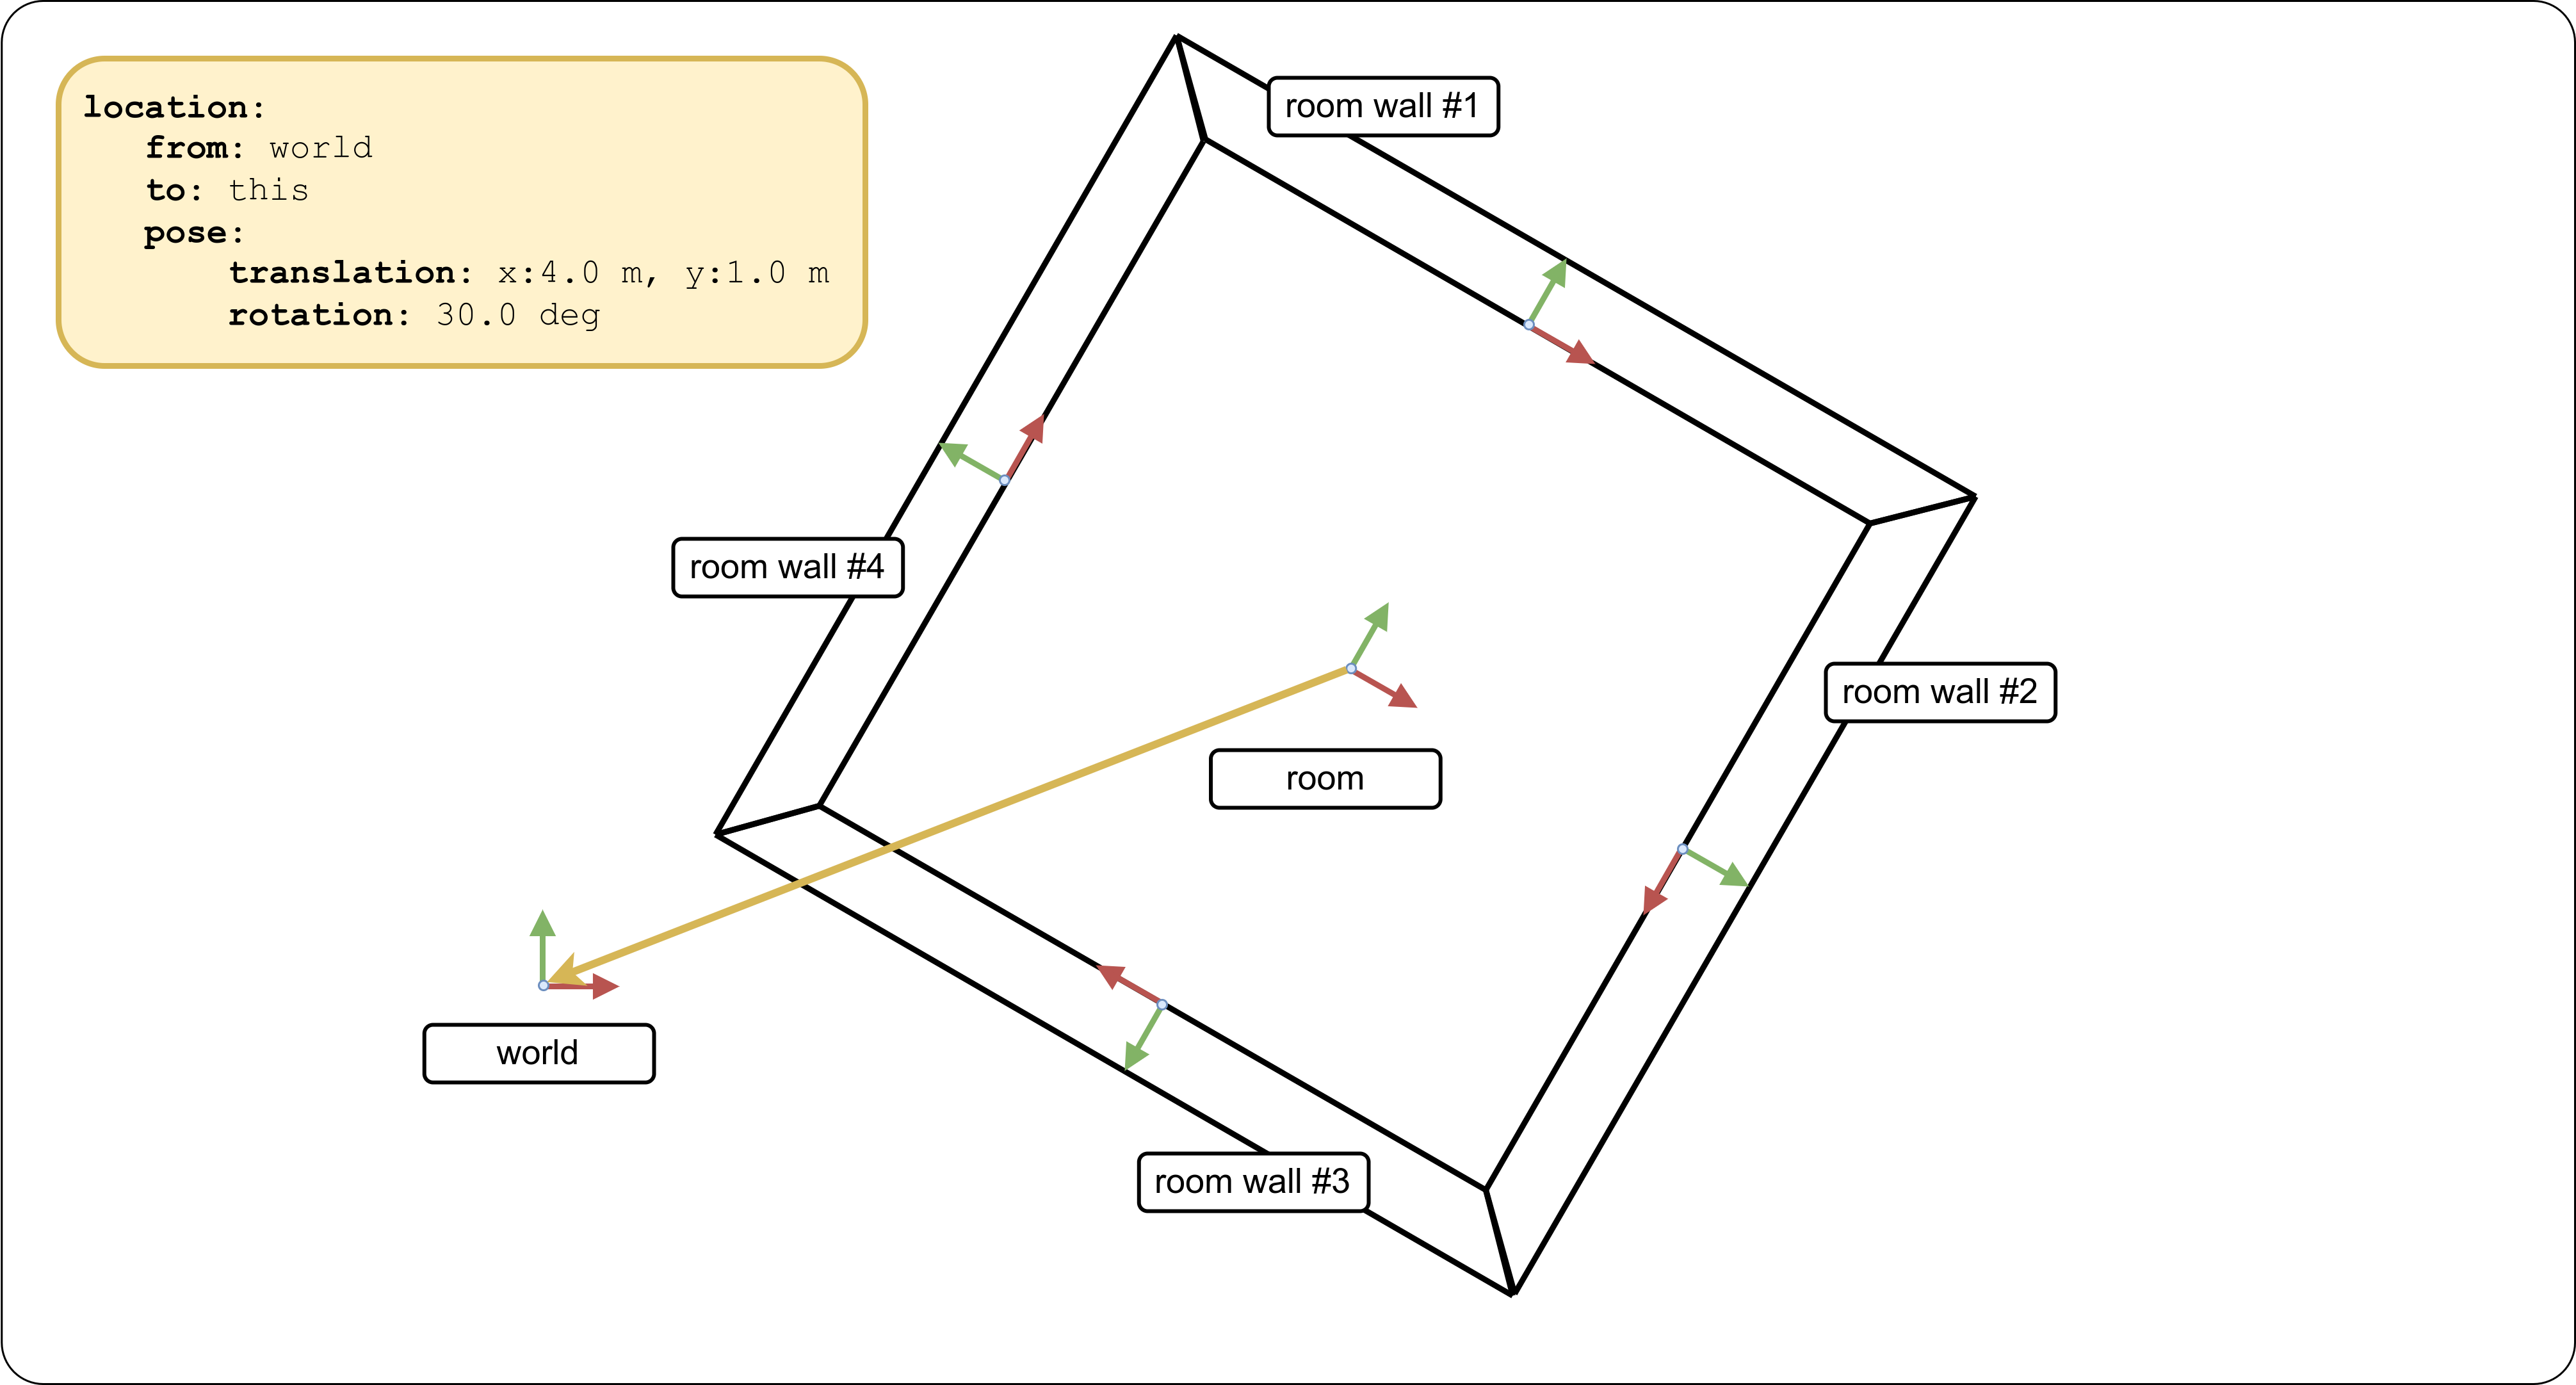 location:
from: world
to: this
pose:
translation: x:4.0 m, y:1.0 m
rotation: 30.0 deg
room wall #1
room wall #4
room wall #2
room
world
room wall #3